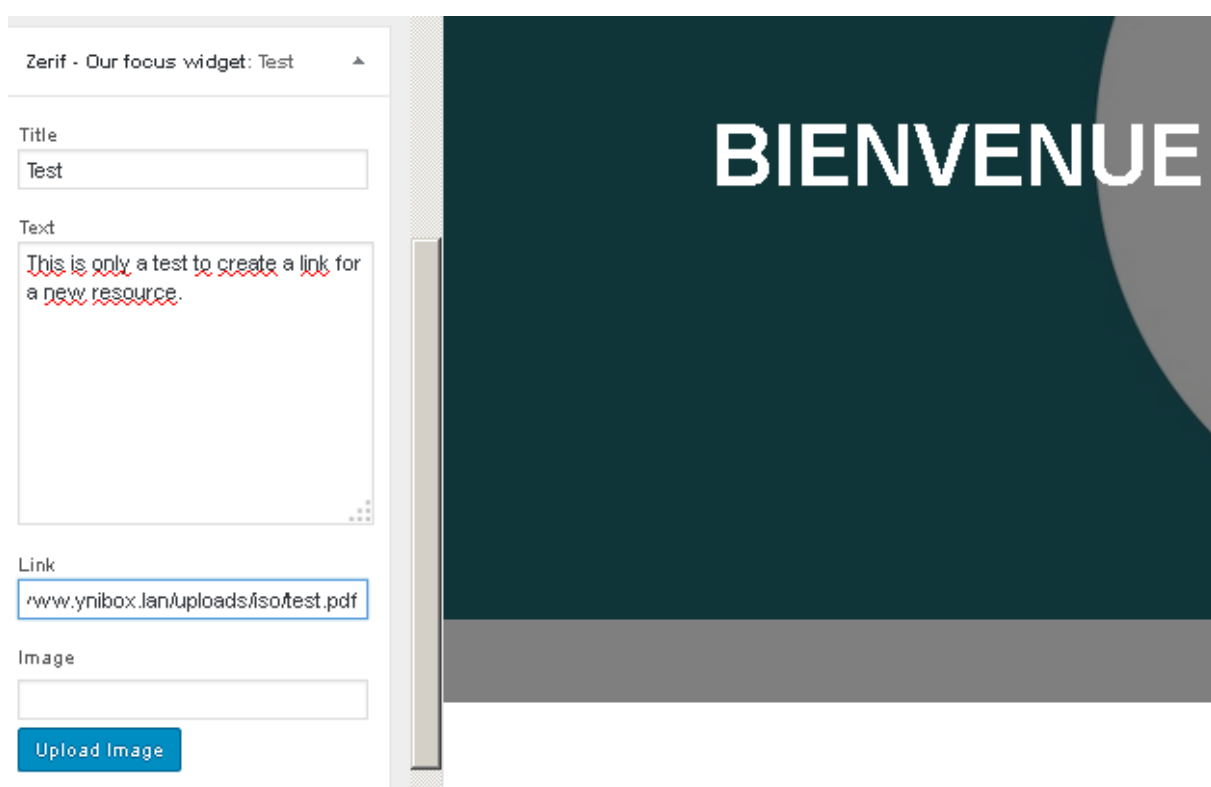 Zerif - Our focus widget: Test
Title
Test
Text
This is only a test to create a link for
a new resource.
Link
www.ynibox.lan/uploads/iso/test.pdf
Image
Upload Image
BIENVENUE